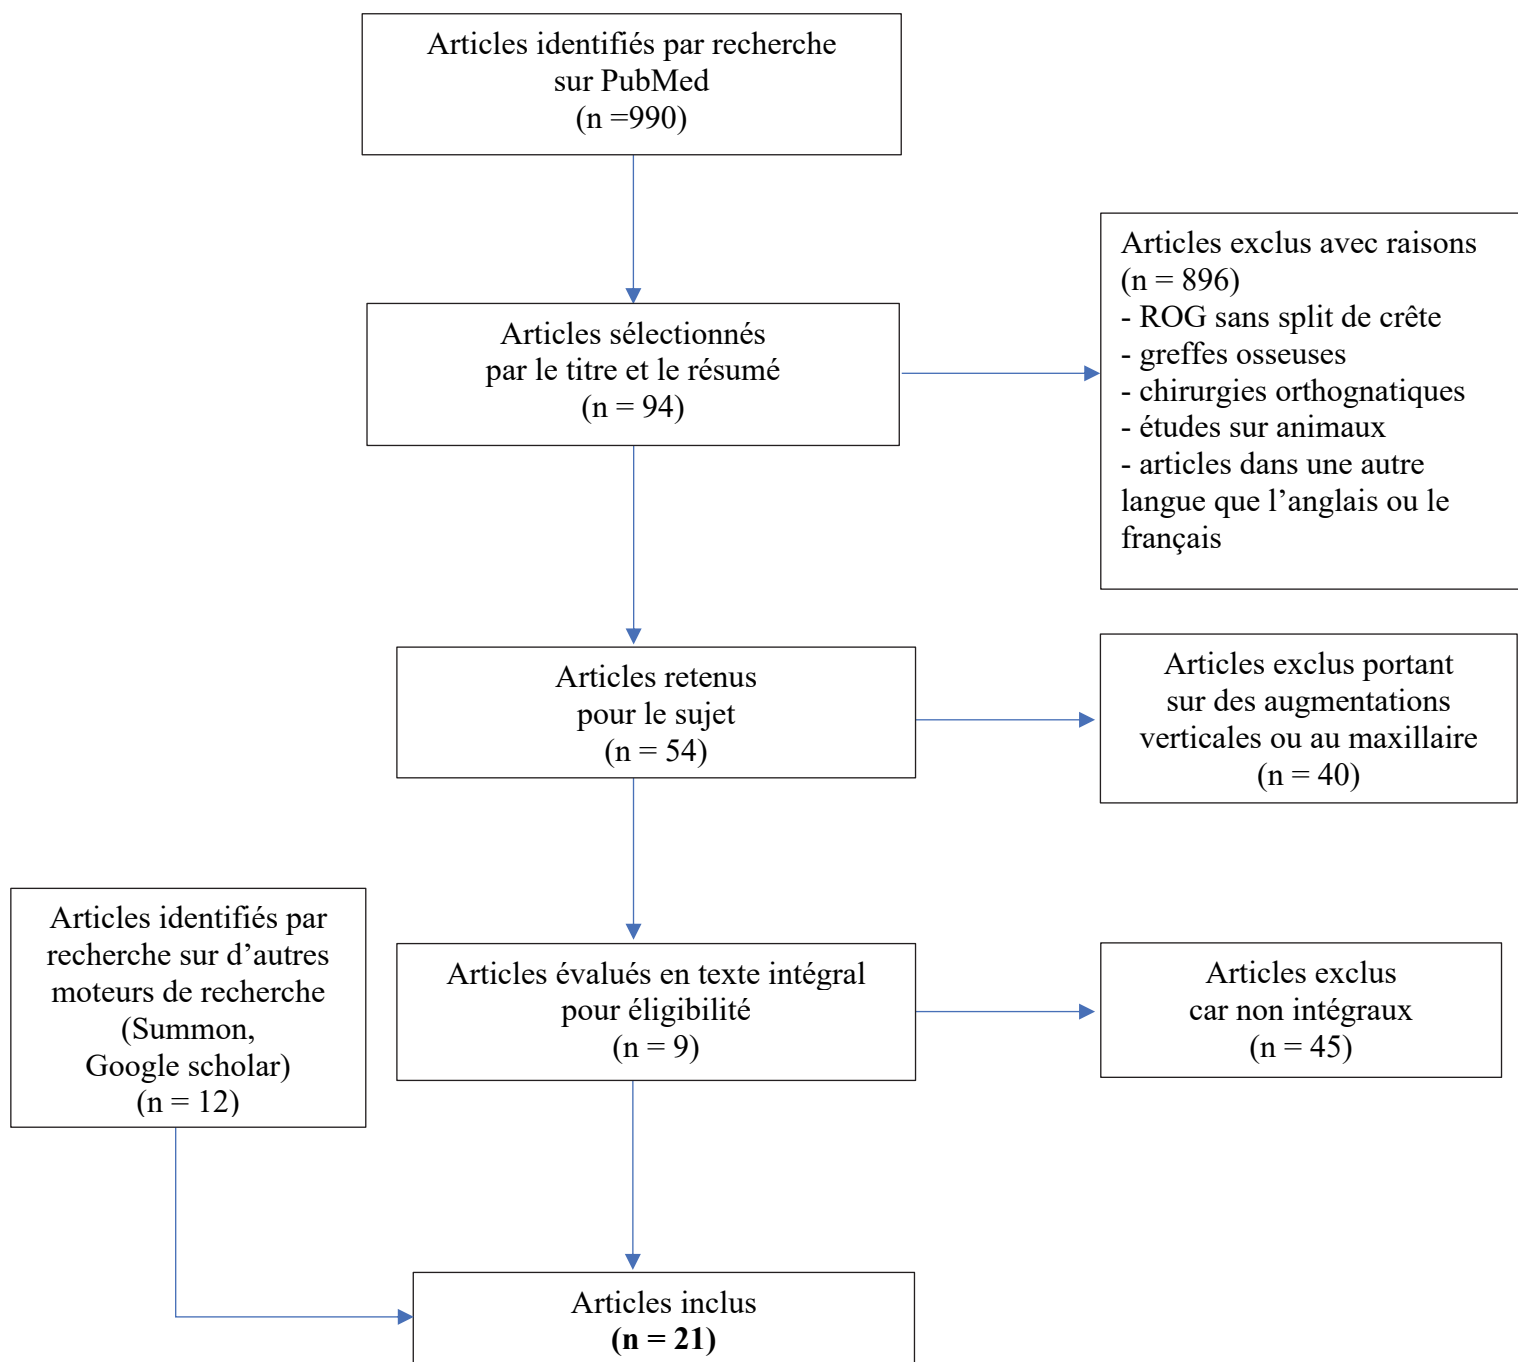 Articles identifiés par recherche
sur PubMed
(n =990)
Articles exclus avec raisons
(n = 896)
- ROG sans split de crête
- greffes osseuses
- chirurgies orthognatiques
- études sur animaux
- articles dans une autre
langue que l’anglais ou le
français
Articles sélectionnés
par le titre et le résumé
(n = 94)
Articles retenus
pour le sujet
(n = 54)
Articles exclus portant
sur des augmentations
verticales ou au maxillaire
(n = 40)
Articles identifiés par
recherche sur d’autres
moteurs de recherche
(Summon,
Google scholar)
(n = 12)
Articles évalués en texte intégral
pour éligibilité
(n = 9)
Articles exclus
car non intégraux
(n = 45)
Articles inclus
(n = 21)